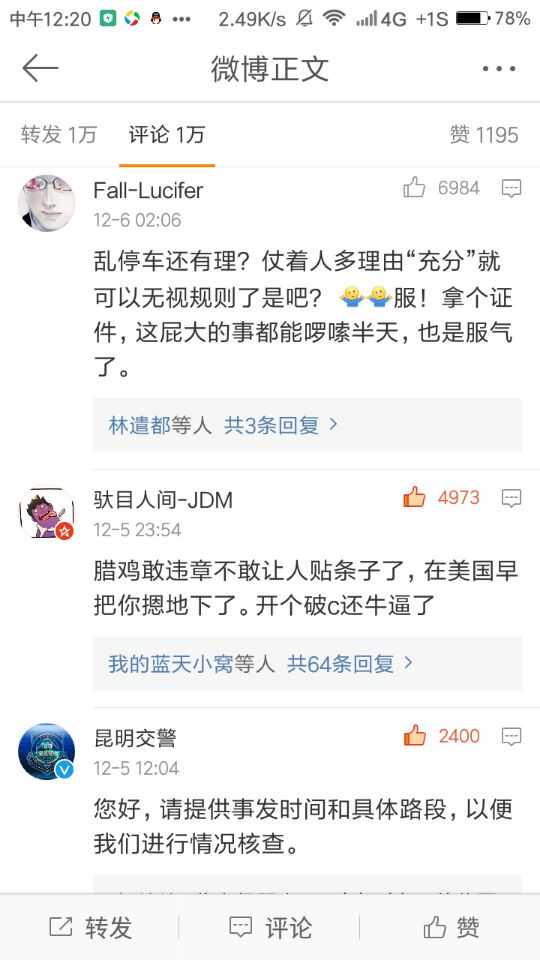 中午12:20 2.49K/s 4G +1S 78%
微博正文
转发 1万 评论 1万 赞 1195
Fall-Lucifer 6984
12-6 02:06
乱停车还有理？仗着人多理由“充分”就
可以无视规则了是吧？服！拿个证
件，这屁大的事都能啰嗦半天，也是服气
了。
林遣都等人 共3条回复
驮目人间-JDM 4973
12-5 23:54
腊鸡敢违章不敢让人贴条子了，在美国早
把你摁地下了。开个破c还牛逼了
我的蓝天小窝等人 共64条回复
昆明交警 2400
12-5 12:04
您好，请提供事发时间和具体路段，以便
我们进行情况核查。
转发 评论 赞